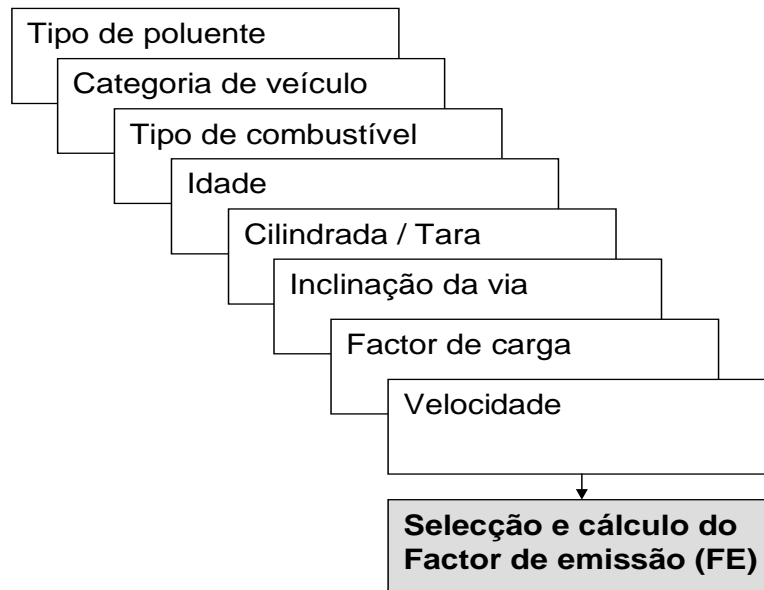 Tipo de poluente
Categoria de veículo
Tipo de combustível
Idade
Cilindrada / Tara
Inclinação da via
Factor de carga
Velocidade
Selecção e cálculo do
Factor de emissão (FE)